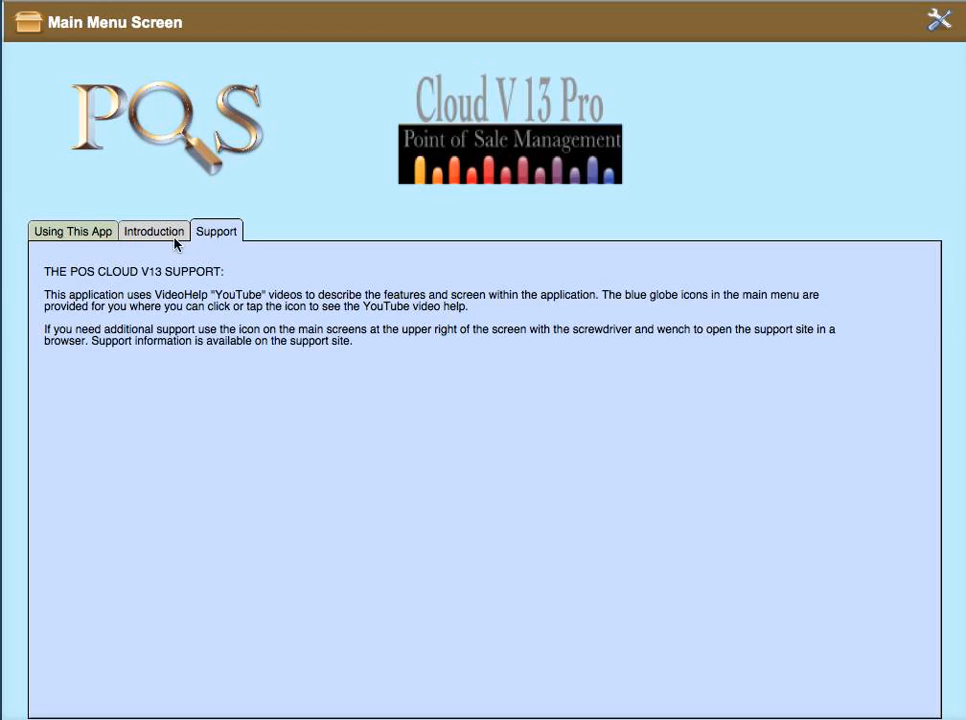 Main Menu Screen
POS
Cloud V 13 Pro
Point of Sale Management
Using This App Introduction Support
THE POS CLOUD V13 SUPPORT:
This application uses VideoHelp "YouTube" videos to describe the features and screen within the application. The blue globe icons in the main menu are
provided for you where you can click or tap the icon to see the YouTube video help.
If you need additional support use the icon on the main screens at the upper right of the screen with the screwdriver and wench to open the support site in a
browser. Support information is available on the support site.